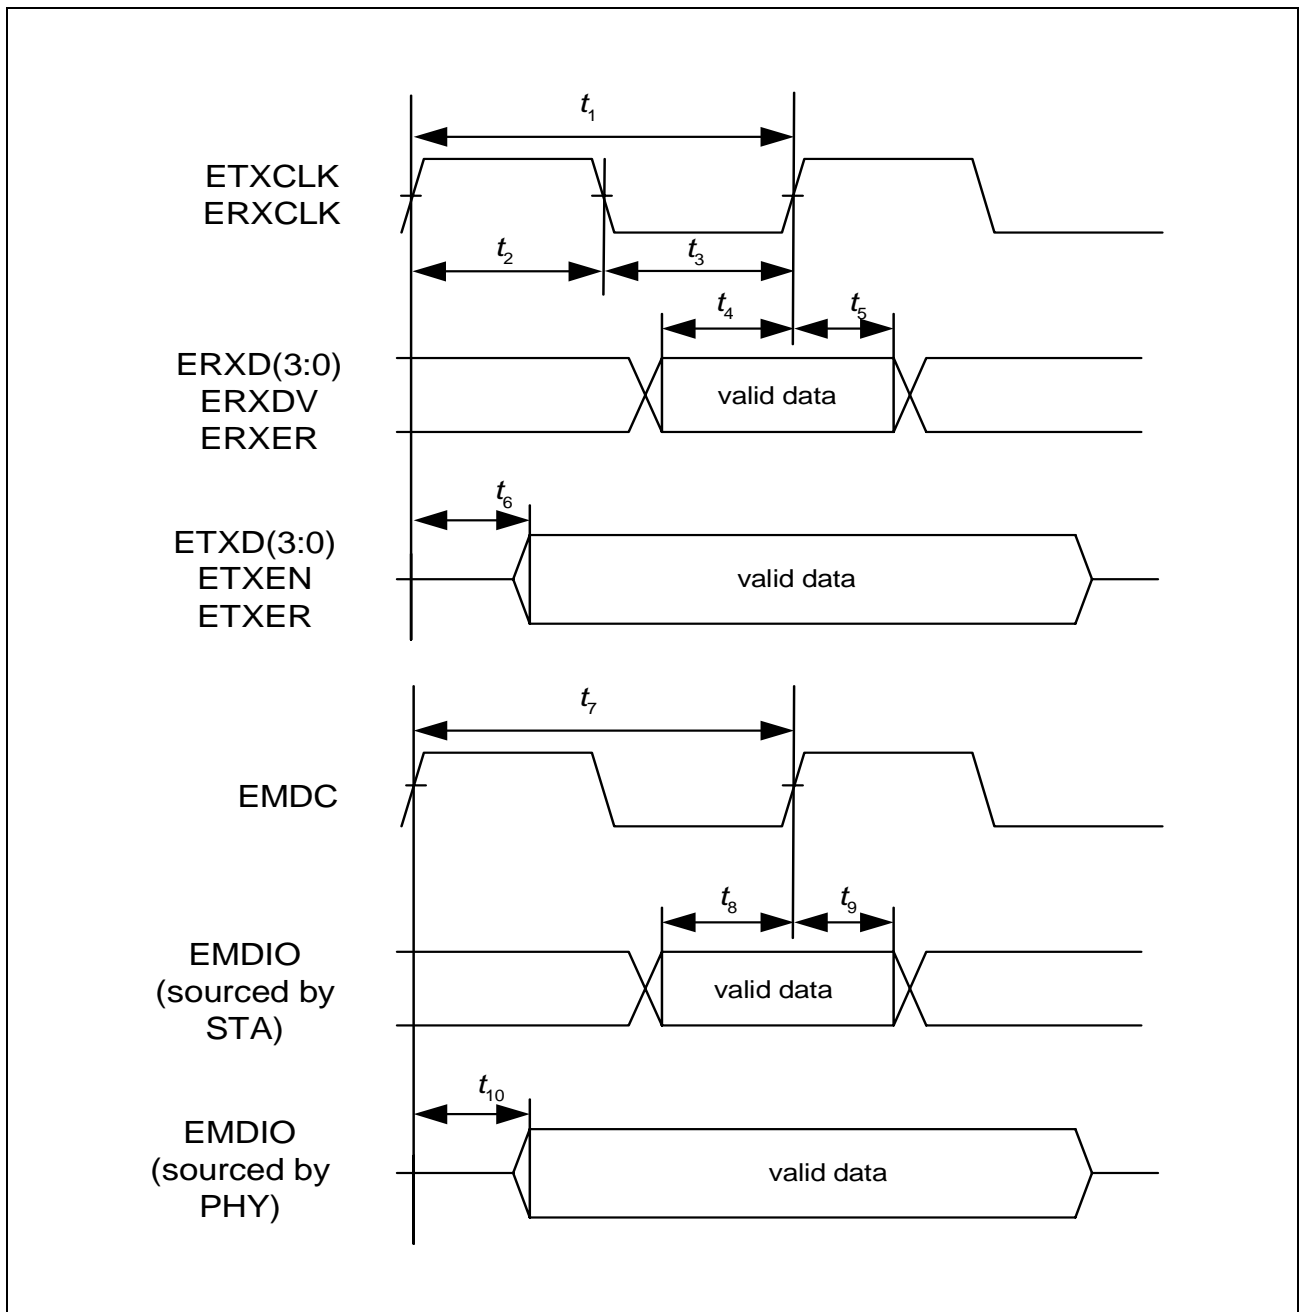 t1
ETXCLK
ERXCLK
t2
t3
t4
t5
ERXD(3:0)
ERXDV
ERXER
valid data
t6
ETXD(3:0)
ETXEN
ETXER
valid data
t7
EMDC
t8
t9
EMDIO
(sourced by
STA)
valid data
t10
EMDIO
(sourced by
PHY)
valid data